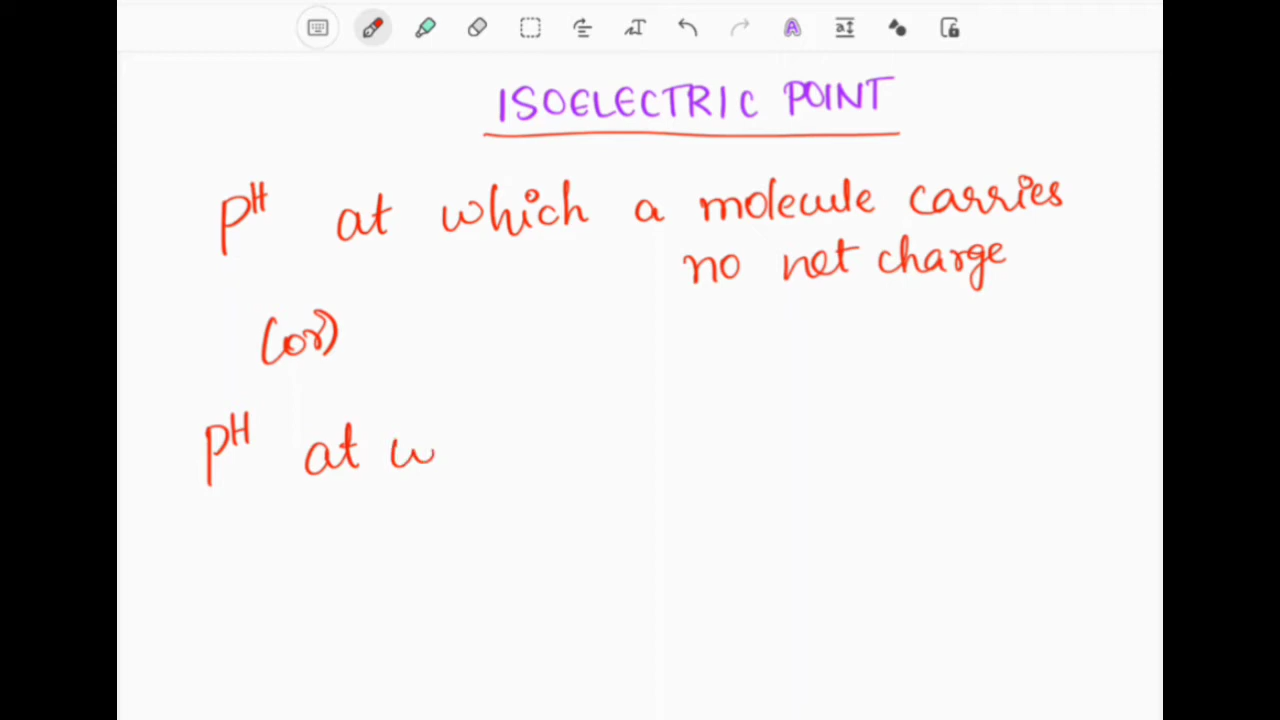 ISOELECTRIC POINT
pH at which a molecule carries
no net charge
(or)
pH at w